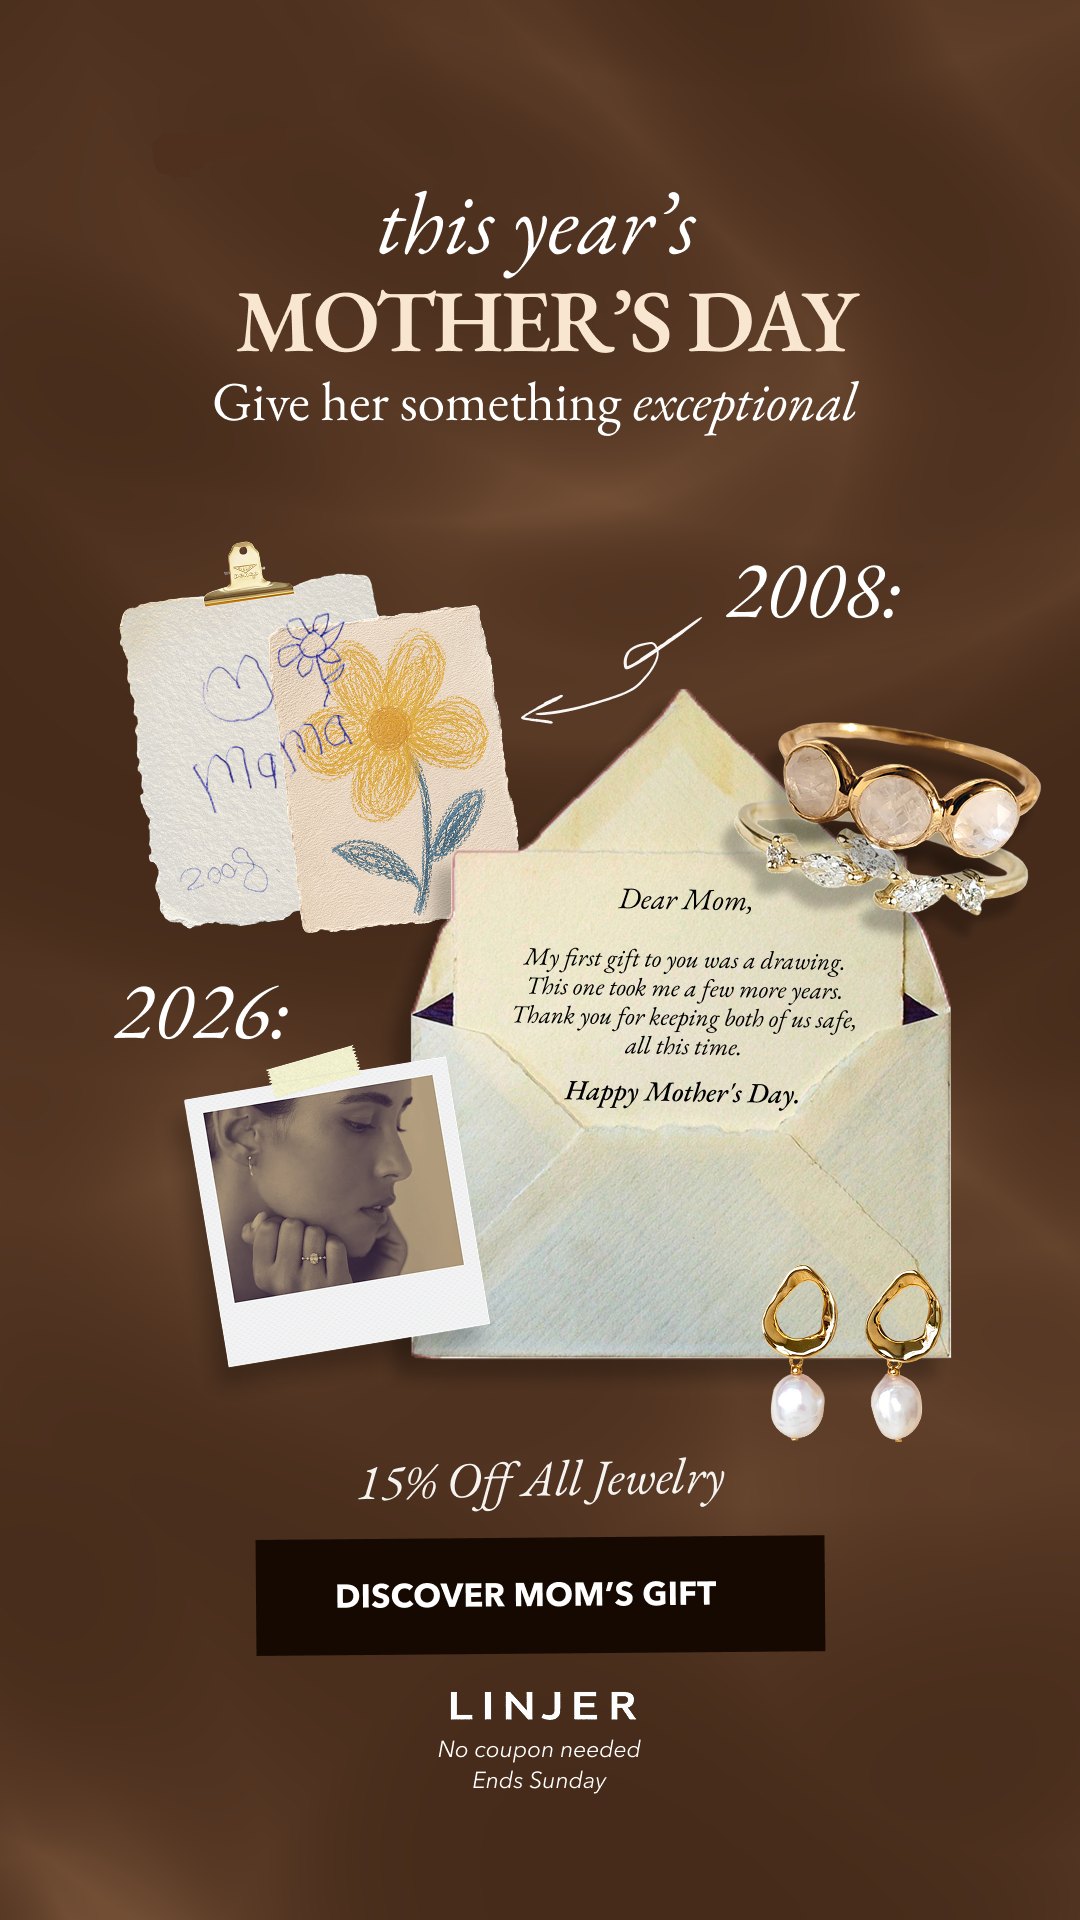 this year's
MOTHER'S DAY
Give her something exceptional
2008:
Mama
2008
Dear Mom,
My first gift to you was a drawing.
This one took me a few more years.
Thank you for keeping both of us safe,
all this time.
Happy Mother's Day.
2026:
15% Off All Jewelry
DISCOVER MOM'S GIFT
LINJER
No coupon needed
Ends Sunday